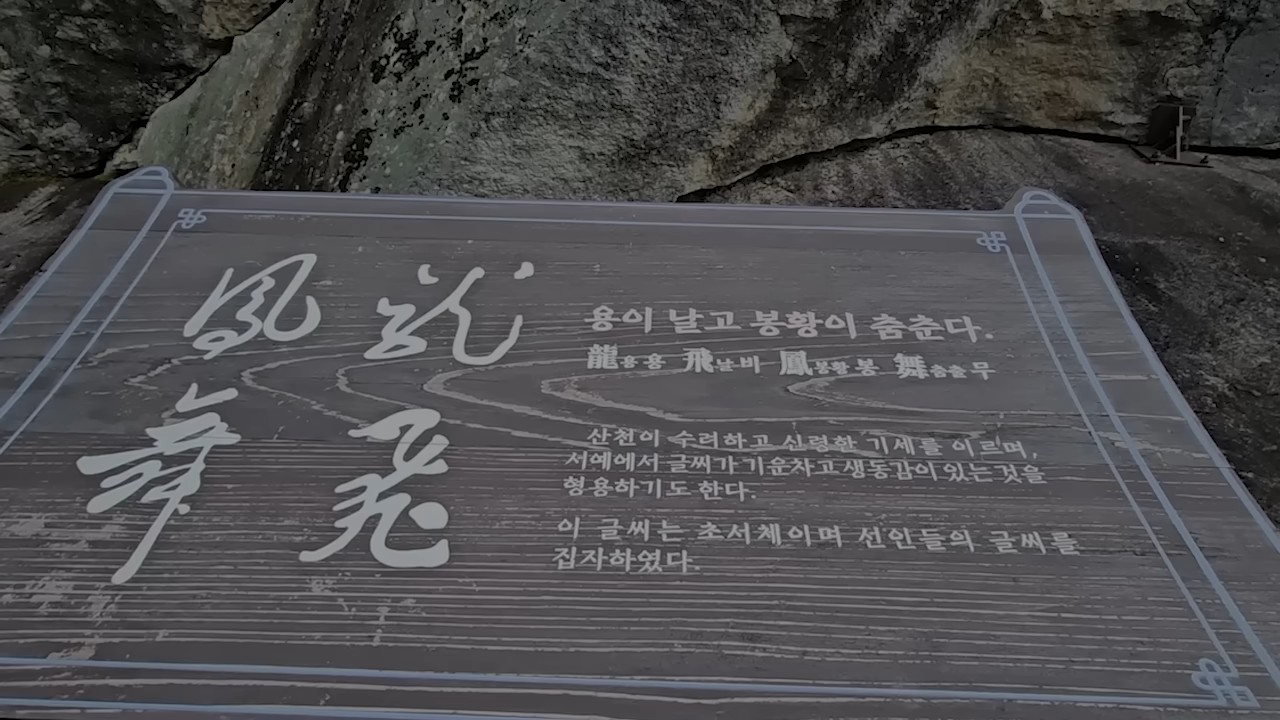 龍飛
鳳舞
용이 날고 봉황이 춤춘다.
龍용용 飛날비 鳳봉황봉 舞춤출무
산천이 수려하고 신령한 기세를 이르며,
서예에서 글씨가 기운차고 생동감이 있는 것을
형용하기도 한다.
이 글씨는 초서체이며 선인들의 글씨를
집자하였다.